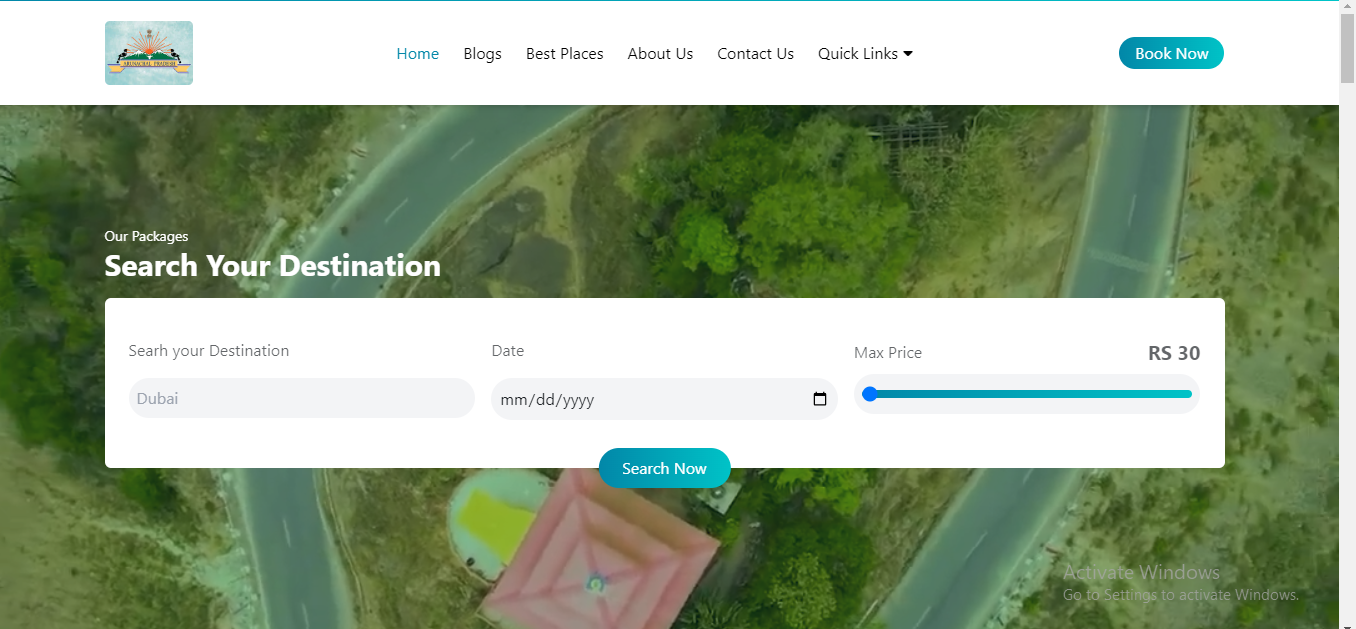 ARUNACHAL PRADESH
Home Blogs Best Places About Us Contact Us Quick Links
Book Now
Our Packages
Search Your Destination
Searh your Destination
Date
Max Price
RS 30
Dubai
mm/dd/yyyy
Search Now
Activate Windows
Go to Settings to activate Windows.